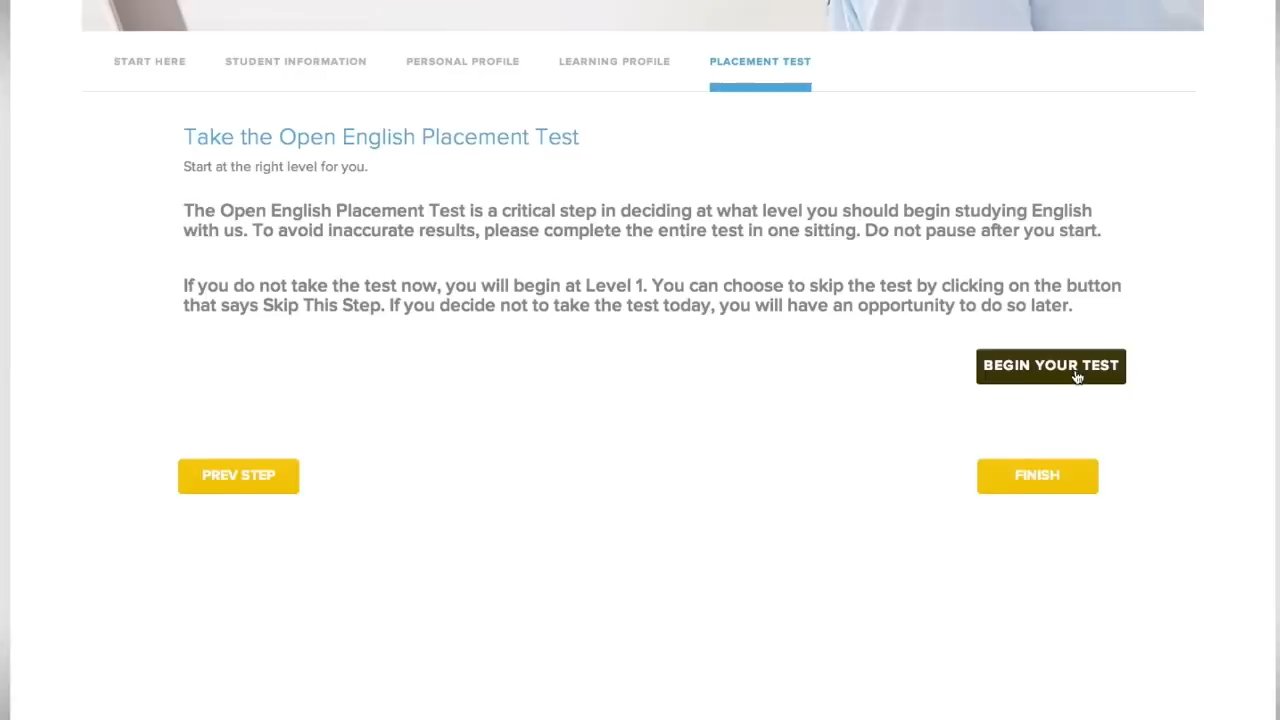 START HERE STUDENT INFORMATION PERSONAL PROFILE LEARNING PROFILE PLACEMENT TEST
Take the Open English Placement Test
Start at the right level for you.
The Open English Placement Test is a critical step in deciding at what level you should begin studying English
with us. To avoid inaccurate results, please complete the entire test in one sitting. Do not pause after you start.
If you do not take the test now, you will begin at Level 1. You can choose to skip the test by clicking on the button
that says Skip This Step. If you decide not to take the test today, you will have an opportunity to do so later.
BEGIN YOUR TEST
PREV STEP FINISH